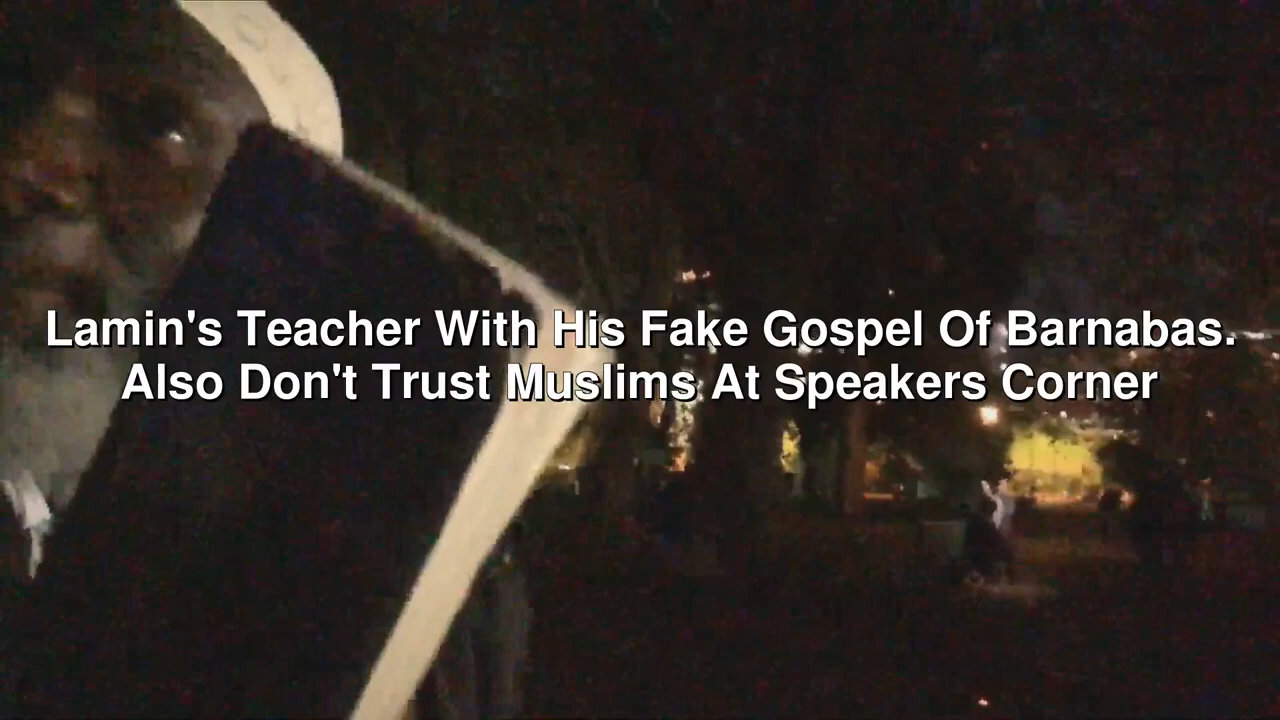 Lamin's Teacher With His Fake Gospel Of Barnabas.
Also Don't Trust Muslims At Speakers Corner